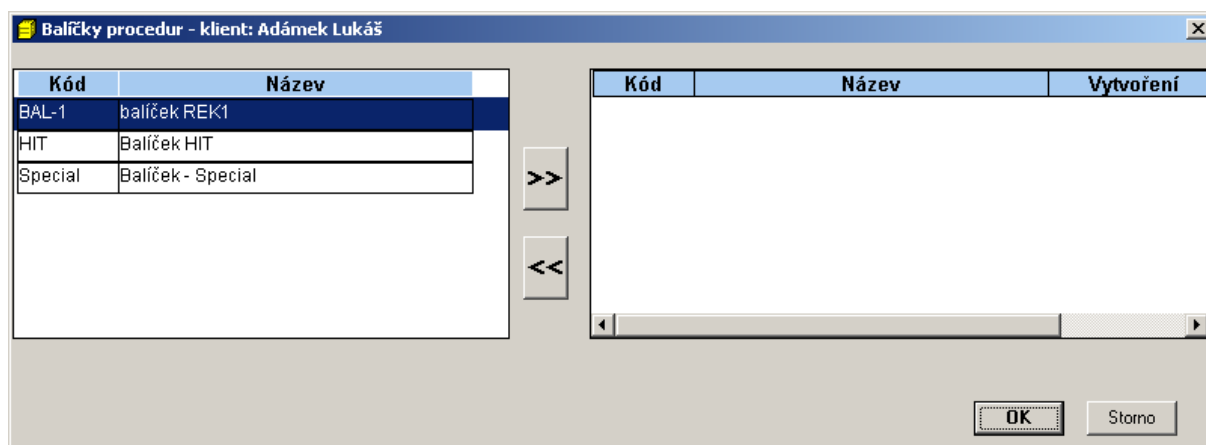 Balíčky procedur - klient: Adámek Lukáš
Kód Název
BAL-1 balíček REK1
HIT Balíček HIT
Special Balíček - Special
>>
<<
Kód Název Vytvoření
OK Storno